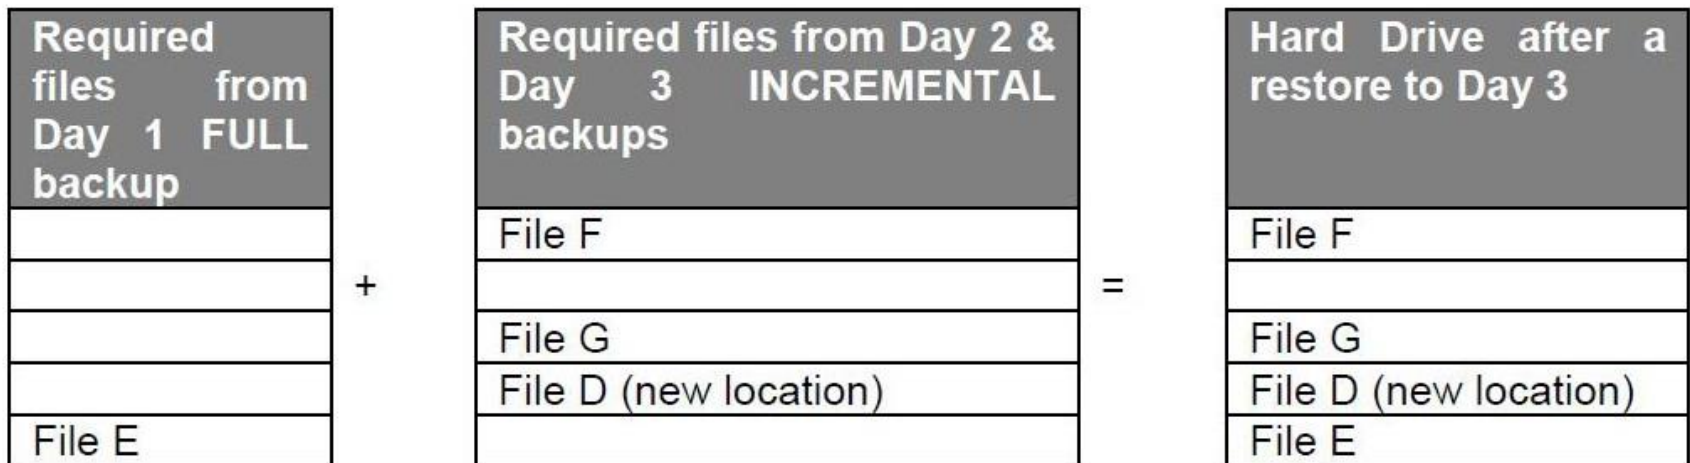 Required
files from
Day 1 FULL
backup
Required files from Day 2 &
Day 3 INCREMENTAL
backups
Hard Drive after a
restore to Day 3
File F
File F
+
=
File G
File G
File D (new location)
File D (new location)
File E
File E